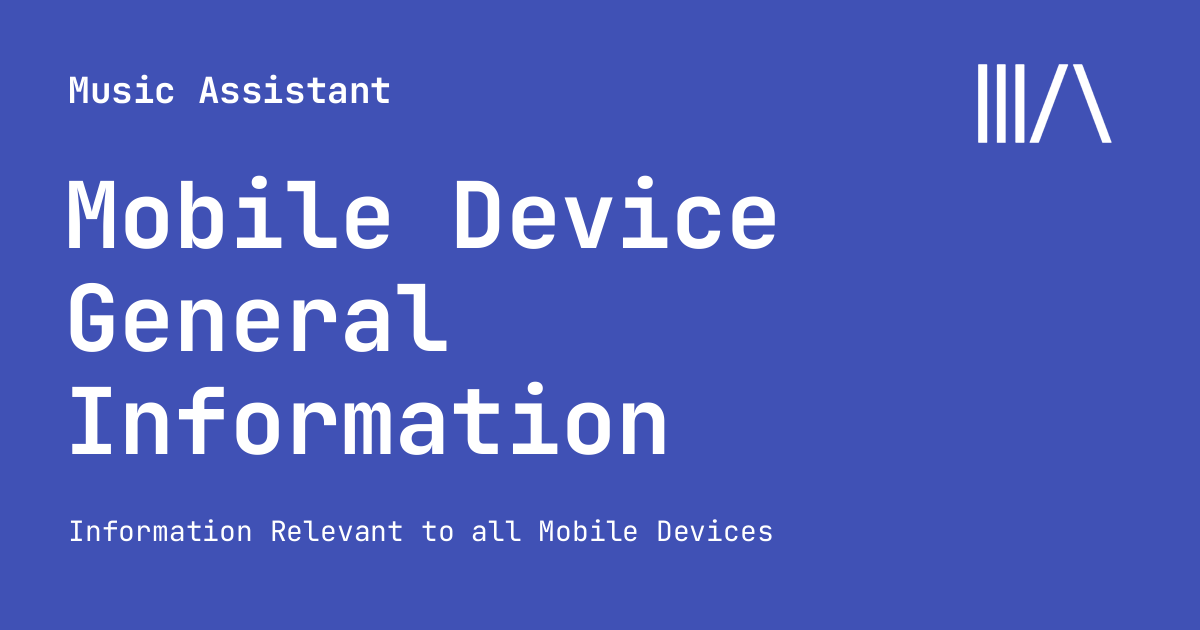 Music Assistant
Mobile Device
General
Information
Information Relevant to all Mobile Devices